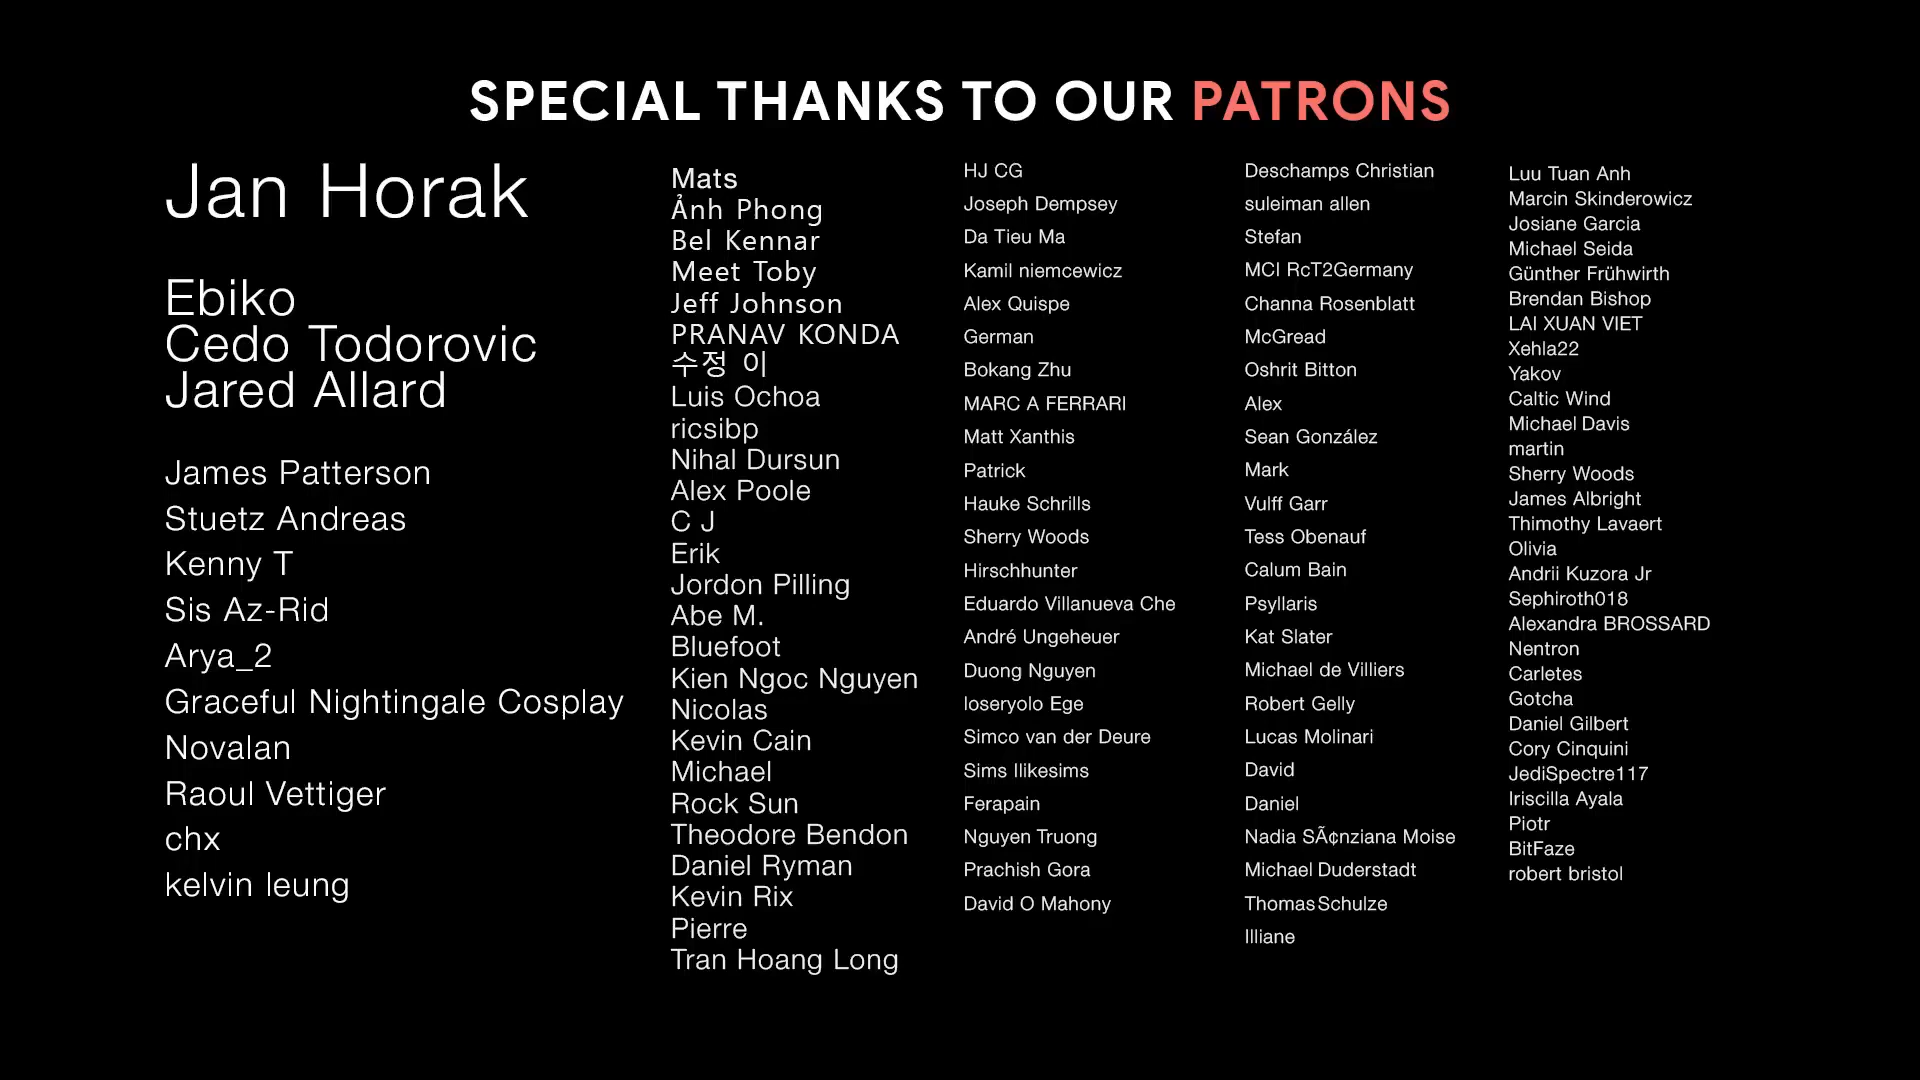 SPECIAL THANKS TO OUR PATRONS
Jan Horak
Ebiko
Cedo Todorovic
Jared Allard
James Patterson
Stuetz Andreas
Kenny T
Sis Az-Rid
Arya_2
Graceful Nightingale Cosplay
Novalan
Raoul Vettiger
chx
kelvin leung
Mats
Ảnh Phong
Bel Kennar
Meet Toby
Jeff Johnson
PRANAV KONDA
수정 이
Luis Ochoa
ricsibp
Nihal Dursun
Alex Poole
C J
Erik
Jordon Pilling
Abe M.
Bluefoot
Kien Ngoc Nguyen
Nicolas
Kevin Cain
Michael
Rock Sun
Theodore Bendon
Daniel Ryman
Kevin Rix
Pierre
Tran Hoang Long
HJ CG
Joseph Dempsey
Da Tieu Ma
Kamil niemcewicz
Alex Quispe
German
Bokang Zhu
MARC A FERRARI
Matt Xanthis
Patrick
Hauke Schrills
Sherry Woods
Hirschhunter
Eduardo Villanueva Che
André Ungeheuer
Duong Nguyen
loseryolo Ege
Simco van der Deure
Sims Ilikesims
Ferapain
Nguyen Truong
Prachish Gora
David O Mahony
Deschamps Christian
suleiman allen
Stefan
MCI RcT2Germany
Channa Rosenblatt
McGread
Oshrit Bitton
Alex
Sean González
Mark
Vulff Garr
Tess Obenauf
Calum Bain
Psyllaris
Kat Slater
Michael de Villiers
Robert Gelly
Lucas Molinari
David
Daniel
Nadia SÃ¢nziana Moise
Michael Duderstadt
Thomas Schulze
Illiane
Luu Tuan Anh
Marcin Skinderowicz
Josiane Garcia
Michael Seida
Günther Frühwirth
Brendan Bishop
LAI XUAN VIET
Xehla22
Yakov
Caltic Wind
Michael Davis
martin
Sherry Woods
James Albright
Thimothy Lavaert
Olivia
Andrii Kuzora Jr
Sephiroth018
Alexandra BROSSARD
Nentron
Carletes
Gotcha
Daniel Gilbert
Cory Cinquini
JediSpectre117
Iriscilla Ayala
Piotr
BitFaze
robert bristol